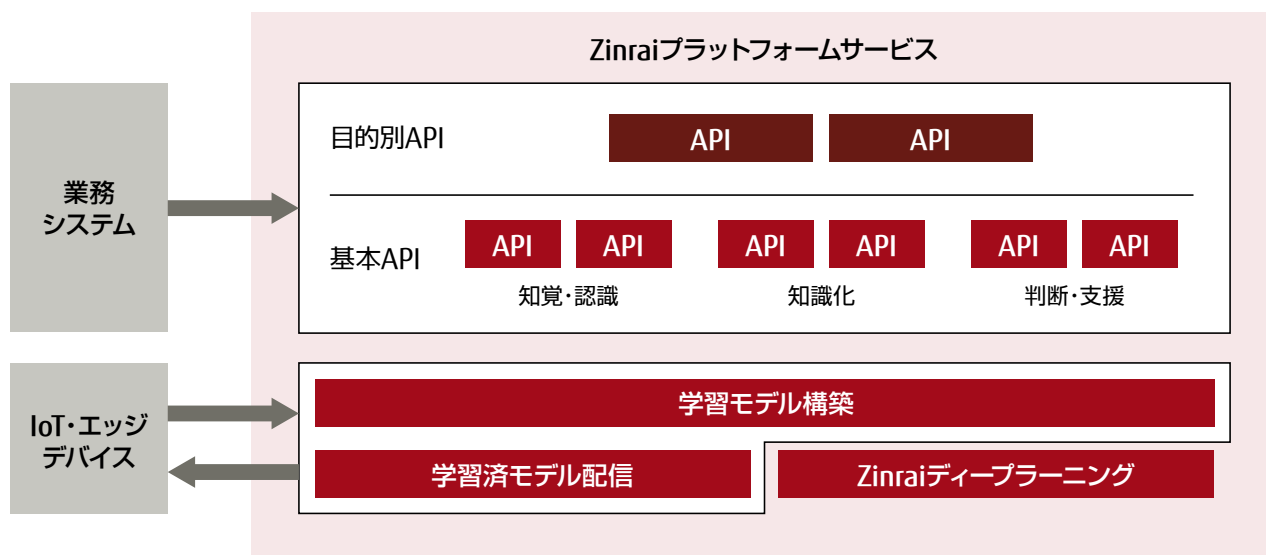 Zinraiプラットフォームサービス
業務
システム
目的別API
API
API
基本API
API
API
API
API
API
API
知覚・認識
知識化
判断・支援
IoT・エッジ
デバイス
学習モデル構築
学習済モデル配信
Zinraiディープラーニング